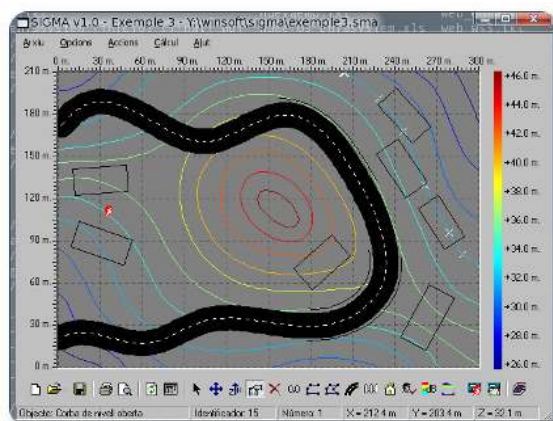 SIGMA v1.0 - Exemple 3 - Y:\winsoft\sigma\exemple3.sma
Arxiu Opcions Accions Càlcul Ajut
0 m. 30 m. 60 m. 90 m. 120 m. 150 m. 180 m. 210 m. 240 m. 270 m. 300 m.
210 m.
180 m.
150 m.
120 m.
90 m.
60 m.
30 m.
0 m.
+46.0 m.
+44.0 m.
+42.0 m.
+40.0 m.
+38.0 m.
+36.0 m.
+34.0 m.
+32.0 m.
+30.0 m.
+28.0 m.
+26.0 m.
Objecte: Corba de nivell oberta Identificador: 15 Número: 1 X = 212.4 m Y = 203.4 m Z = 32.1 m